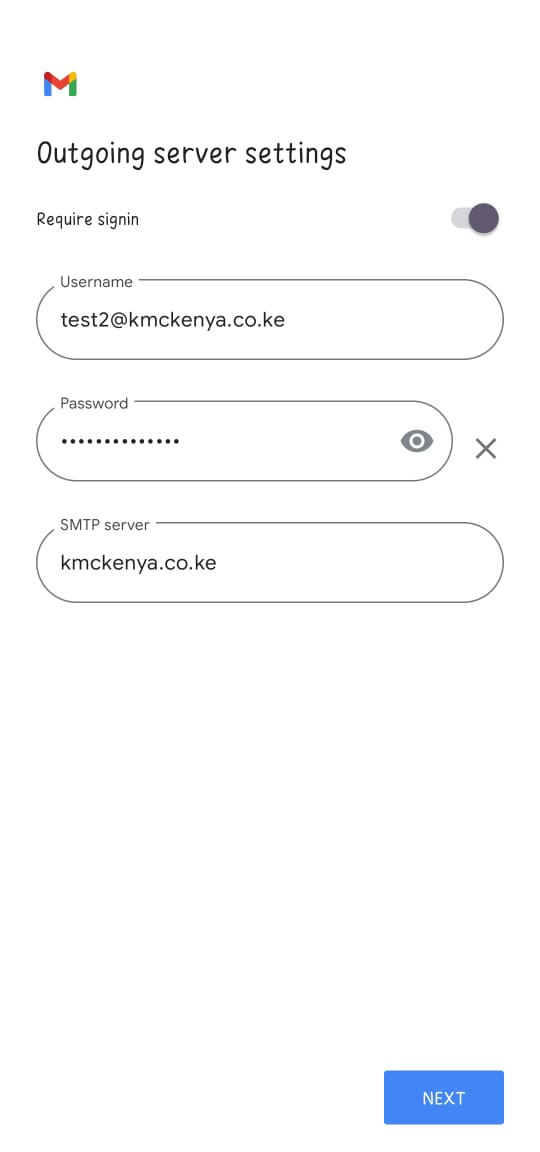 Outgoing server settings
Require signin
Username
test2@kmckenya.co.ke
Password
••••••••••••••
SMTP server
kmckenya.co.ke
NEXT